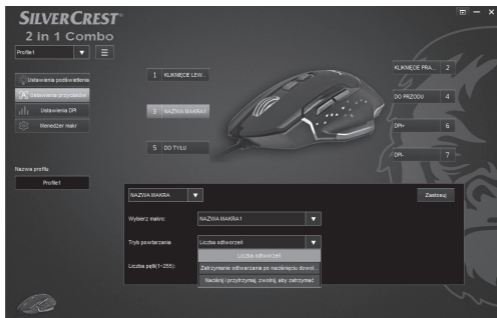 SILVERCREST®
2 in 1 Combo
Profile1
Ustawienia podświetlenia
Ustawienia przycisków
Ustawienia DPI
Menedżer makr
Nazwa profilu
Profile1
1 KLIKNIĘCIE LEW...
3 NAZWA MAKRA1
5 DO TYŁU
KLIKNIĘCIE PRA... 2
DO PRZODU 4
DPI+ 6
DPI- 7
NAZWA MAKRA
Zastosuj
Wybierz makro:
NAZWA MAKRA1
Tryb powtarzania
Liczba odtworzeń
Liczba odtworzeń
Zatrzymanie odtwarzania po naciśnięciu dowol...
Naciśnij i przytrzymaj, zwolnij, aby zatrzymać
Liczba pętli(1~255):